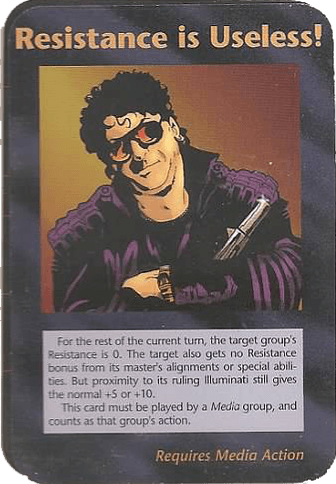 Resistance is Useless!
For the rest of the current turn, the target group's
Resistance is 0. The target also gets no Resistance
bonus from its master's alignments or special abili-
ties. But proximity to its ruling Illuminati still gives
the normal +5 or +10.
This card must be played by a Media group, and
counts as that group's action.
Requires Media Action